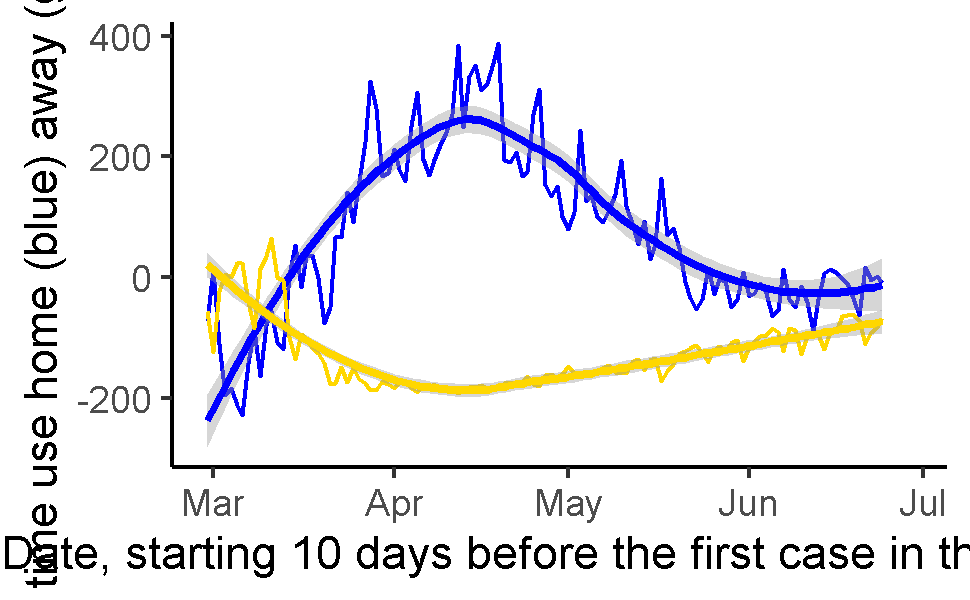 time use home (blue) away (
400
200
0
-200
Mar Apr May Jun Jul
Date, starting 10 days before the first case in th